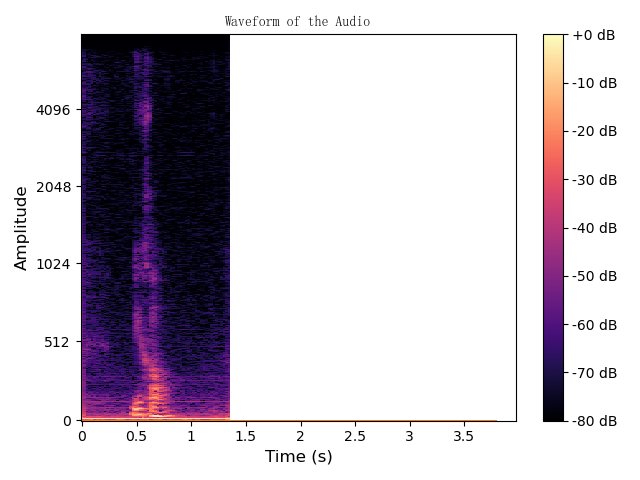 Waveform of the Audio
Amplitude
4096
2048
1024
512
0
0 0.5 1 1.5 2 2.5 3 3.5
Time (s)
+0 dB
-10 dB
-20 dB
-30 dB
-40 dB
-50 dB
-60 dB
-70 dB
-80 dB